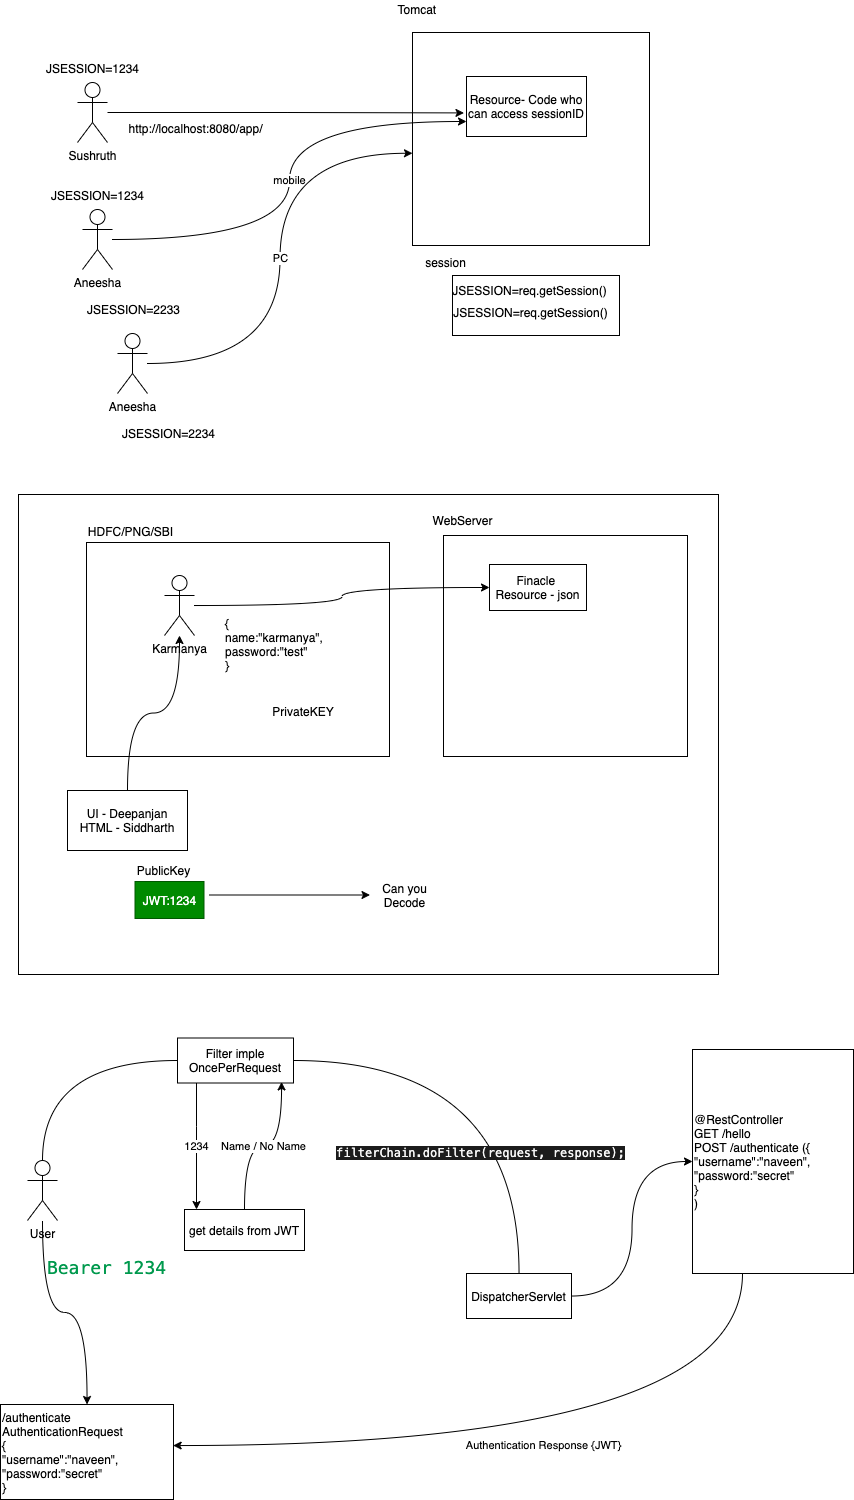 Tomcat
JSESSION=1234
Resource- Code who
can access sessionID
http://localhost:8080/app/
Sushruth
mobile
JSESSION=1234
PC
session
Aneesha
JSESSION=req.getSession()
JSESSION=2233
JSESSION=req.getSession()
Aneesha
JSESSION=2234
WebServer
HDFC/PNG/SBI
Finacle
Resource - json
{
name:"karmanya",
password:"test"
}
Karmanya
PrivateKEY
UI - Deepanjan
HTML - Siddharth
PublicKey
JWT:1234
Can you
Decode
Filter imple
OncePerRequest
1234
Name / No Name
filterChain.doFilter(request, response);
@RestController
GET /hello
POST /authenticate ({
"username":"naveen",
"password:"secret"
}
)
get details from JWT
User
Bearer 1234
DispatcherServlet
/authenticate
AuthenticationRequest
{
"username":"naveen",
"password:"secret"
}
Authentication Response {JWT}